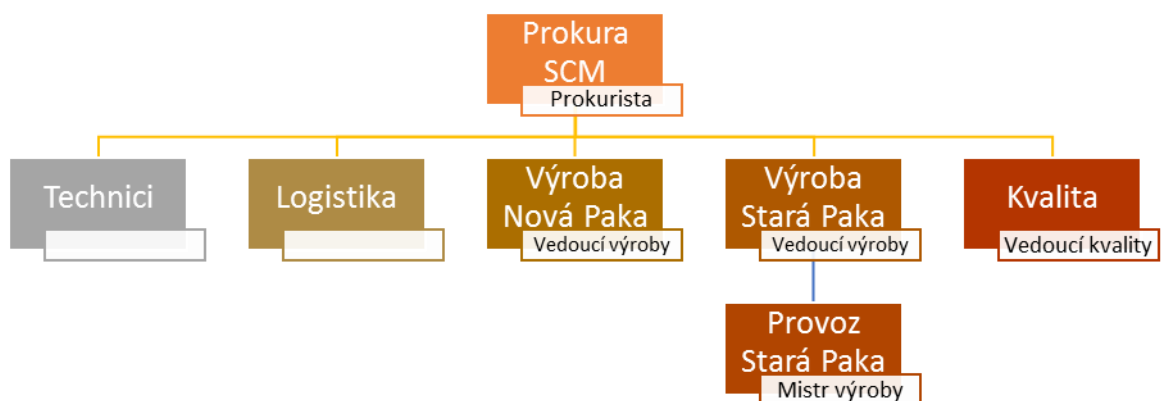 Prokura
SCM
Prokurista
Technici
Logistika
Výroba
Nová Paka
Vedoucí výroby
Výroba
Stará Paka
Vedoucí výroby
Kvalita
Vedoucí kvality
Provoz
Stará Paka
Mistr výroby